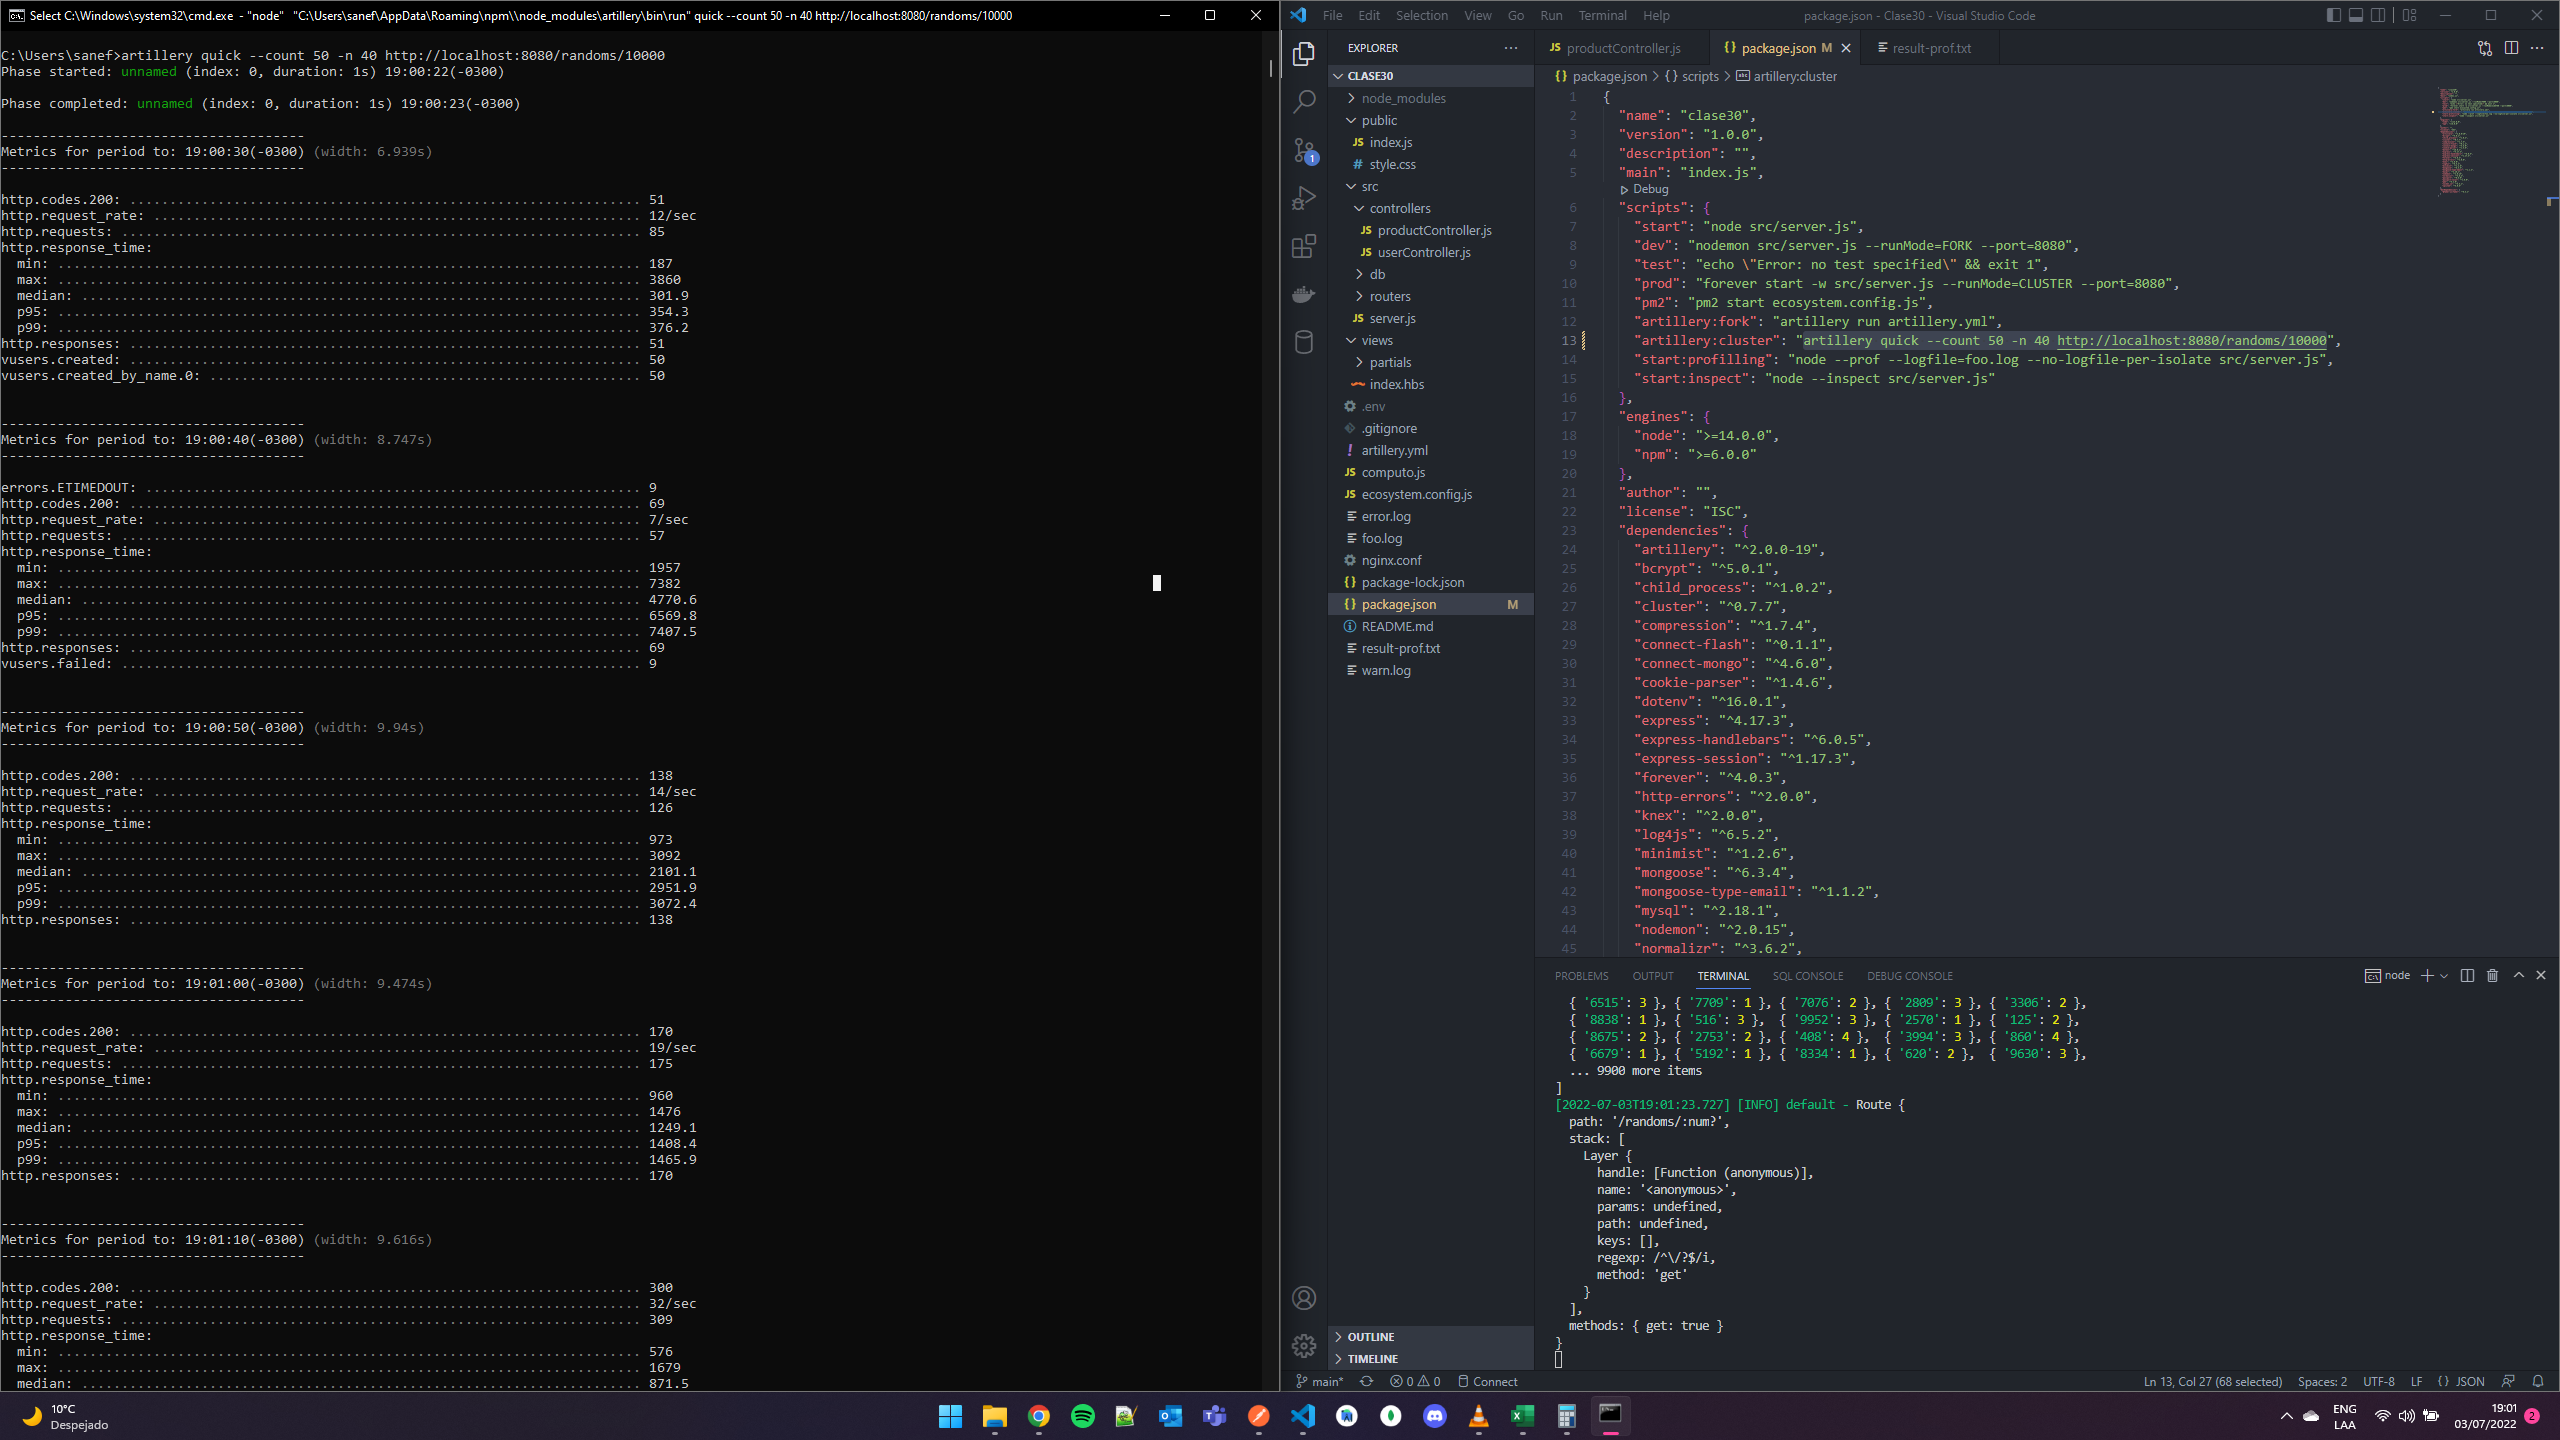 Select C:\Windows\system32\cmd.exe - "node" "C:\Users\sanef\AppData\Roaming\npm\\node_modules\artillery\bin\run" quick --count 50 -n 40 http://localhost:8080/randoms/10000
C:\Users\sanef>artillery quick --count 50 -n 40 http://localhost:8080/randoms/10000
Phase started: unnamed (index: 0, duration: 1s) 19:00:22(-0300)
Phase completed: unnamed (index: 0, duration: 1s) 19:00:23(-0300)
--------------------------------------
Metrics for period to: 19:00:30(-0300) (width: 6.939s)
--------------------------------------
http.codes.200: ................................................................ 51
http.request_rate: ............................................................. 12/sec
http.requests: ................................................................. 85
http.response_time:
min: ......................................................................... 187
max: ......................................................................... 3860
median: ...................................................................... 301.9
p95: ......................................................................... 354.3
p99: ......................................................................... 376.2
http.responses: ................................................................ 51
vusers.created: ................................................................ 50
vusers.created_by_name.0: ...................................................... 50
--------------------------------------
Metrics for period to: 19:00:40(-0300) (width: 8.747s)
--------------------------------------
errors.ETIMEDOUT: .............................................................. 9
http.codes.200: ................................................................ 69
http.request_rate: ............................................................. 7/sec
http.requests: ................................................................. 57
http.response_time:
min: ......................................................................... 1957
max: ......................................................................... 7382
median: ...................................................................... 4770.6
p95: ......................................................................... 6569.8
p99: ......................................................................... 7407.5
http.responses: ................................................................ 69
vusers.failed: ................................................................. 9
--------------------------------------
Metrics for period to: 19:00:50(-0300) (width: 9.94s)
--------------------------------------
http.codes.200: ................................................................ 138
http.request_rate: ............................................................. 14/sec
http.requests: ................................................................. 126
http.response_time:
min: ......................................................................... 973
max: ......................................................................... 3092
median: ...................................................................... 2101.1
p95: ......................................................................... 2951.9
p99: ......................................................................... 3072.4
http.responses: ................................................................ 138
--------------------------------------
Metrics for period to: 19:01:00(-0300) (width: 9.474s)
--------------------------------------
http.codes.200: ................................................................ 170
http.request_rate: ............................................................. 19/sec
http.requests: ................................................................. 175
http.response_time:
min: ......................................................................... 960
max: ......................................................................... 1476
median: ...................................................................... 1249.1
p95: ......................................................................... 1408.4
p99: ......................................................................... 1465.9
http.responses: ................................................................ 170
--------------------------------------
Metrics for period to: 19:01:10(-0300) (width: 9.616s)
--------------------------------------
http.codes.200: ................................................................ 300
http.request_rate: ............................................................. 32/sec
http.requests: ................................................................. 309
http.response_time:
min: ......................................................................... 576
max: ......................................................................... 1679
median: ...................................................................... 871.5
File Edit Selection View Go Run Terminal Help
package.json - Clase30 - Visual Studio Code
EXPLORER
CLASE30
node_modules
public
JS index.js
# style.css
src
controllers
JS productController.js
JS userController.js
db
routers
JS server.js
views
partials
index.hbs
.env
.gitignore
! artillery.yml
JS computo.js
JS ecosystem.config.js
error.log
foo.log
nginx.conf
{} package-lock.json
{} package.json M
README.md
result-prof.txt
warn.log
OUTLINE
TIMELINE
1
JS productController.js
{} package.json M
result-prof.txt
{} package.json > {} scripts > abc artillery:cluster
1 {
2 "name": "clase30",
3 "version": "1.0.0",
4 "description": "",
5 "main": "index.js",
Debug
6 "scripts": {
7 "start": "node src/server.js",
8 "dev": "nodemon src/server.js --runMode=FORK --port=8080",
9 "test": "echo \"Error: no test specified\" && exit 1",
10 "prod": "forever start -w src/server.js --runMode=CLUSTER --port=8080",
11 "pm2": "pm2 start ecosystem.config.js",
12 "artillery:fork": "artillery run artillery.yml",
13 "artillery:cluster": "artillery quick --count 50 -n 40 http://localhost:8080/randoms/10000",
14 "start:profilling": "node --prof --logfile=foo.log --no-logfile-per-isolate src/server.js",
15 "start:inspect": "node --inspect src/server.js"
16 },
17 "engines": {
18 "node": ">=14.0.0",
19 "npm": ">=6.0.0"
20 },
21 "author": "",
22 "license": "ISC",
23 "dependencies": {
24 "artillery": "^2.0.0-19",
25 "bcrypt": "^5.0.1",
26 "child_process": "^1.0.2",
27 "cluster": "^0.7.7",
28 "compression": "^1.7.4",
29 "connect-flash": "^0.1.1",
30 "connect-mongo": "^4.6.0",
31 "cookie-parser": "^1.4.6",
32 "dotenv": "^16.0.1",
33 "express": "^4.17.3",
34 "express-handlebars": "^6.0.5",
35 "express-session": "^1.17.3",
36 "forever": "^4.0.3",
37 "http-errors": "^2.0.0",
38 "knex": "^2.0.0",
39 "log4js": "^6.5.2",
40 "minimist": "^1.2.6",
41 "mongoose": "^6.3.4",
42 "mongoose-type-email": "^1.1.2",
43 "mysql": "^2.18.1",
44 "nodemon": "^2.0.15",
45 "normalizr": "^3.6.2",
PROBLEMS OUTPUT TERMINAL SQL CONSOLE DEBUG CONSOLE
node
{ '6515': 3 }, { '7709': 1 }, { '7076': 2 }, { '2809': 3 }, { '3306': 2 },
{ '8838': 1 }, { '516': 3 }, { '9952': 3 }, { '2570': 1 }, { '125': 2 },
{ '8675': 2 }, { '2753': 2 }, { '408': 4 }, { '3994': 3 }, { '860': 4 },
{ '6679': 1 }, { '5192': 1 }, { '8334': 1 }, { '620': 2 }, { '9630': 3 },
... 9900 more items
]
[2022-07-03T19:01:23.727] [INFO] default - Route {
path: '/randoms/:num?',
stack: [
Layer {
handle: [Function (anonymous)],
name: '<anonymous>',
params: undefined,
path: undefined,
keys: [],
regexp: /^\/?$/i,
method: 'get'
}
],
methods: { get: true }
}
main* 0 0 Connect
Ln 13, Col 27 (68 selected) Spaces: 2 UTF-8 LF {} JSON
10°C
Despejado
ENG
LAA
19:01
03/07/2022
2